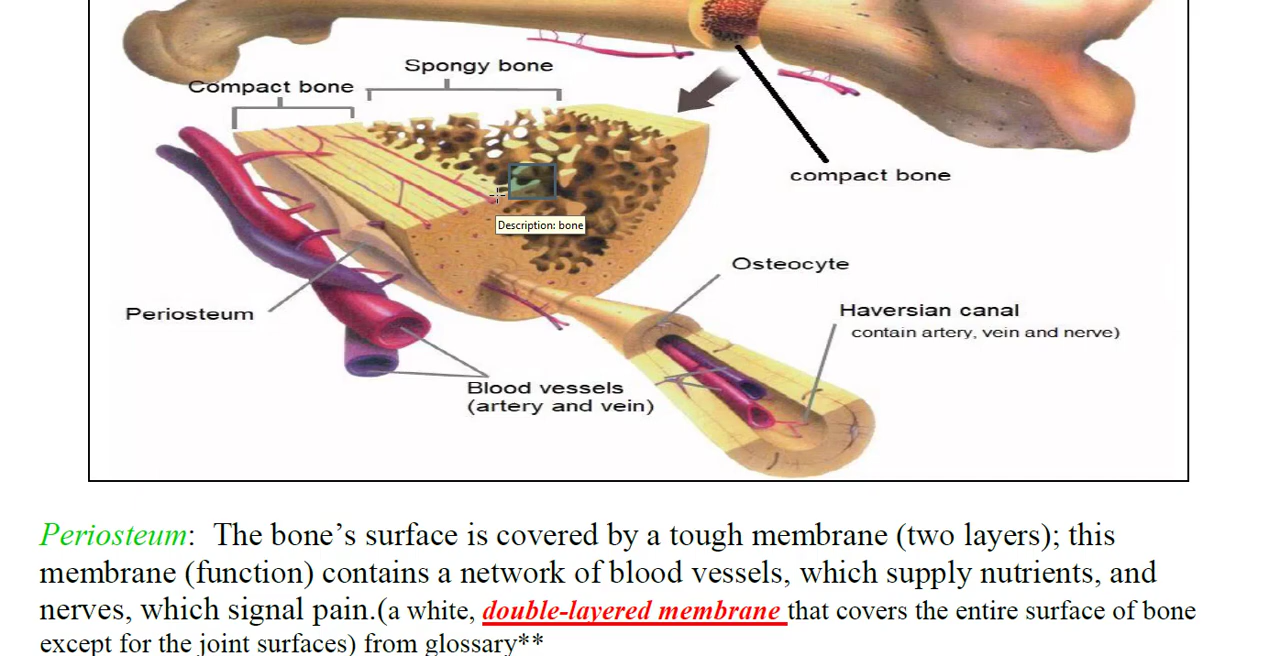 Spongy bone
Compact bone
compact bone
Description: bone
Osteocyte
Haversian canal
contain artery, vein and nerve)
Periosteum
Blood vessels
(artery and vein)
Periosteum:  The bone’s surface is covered by a tough membrane (two layers); this
membrane (function) contains a network of blood vessels, which supply nutrients, and
nerves, which signal pain.(a white, double-layered membrane that covers the entire surface of bone
except for the joint surfaces) from glossary**